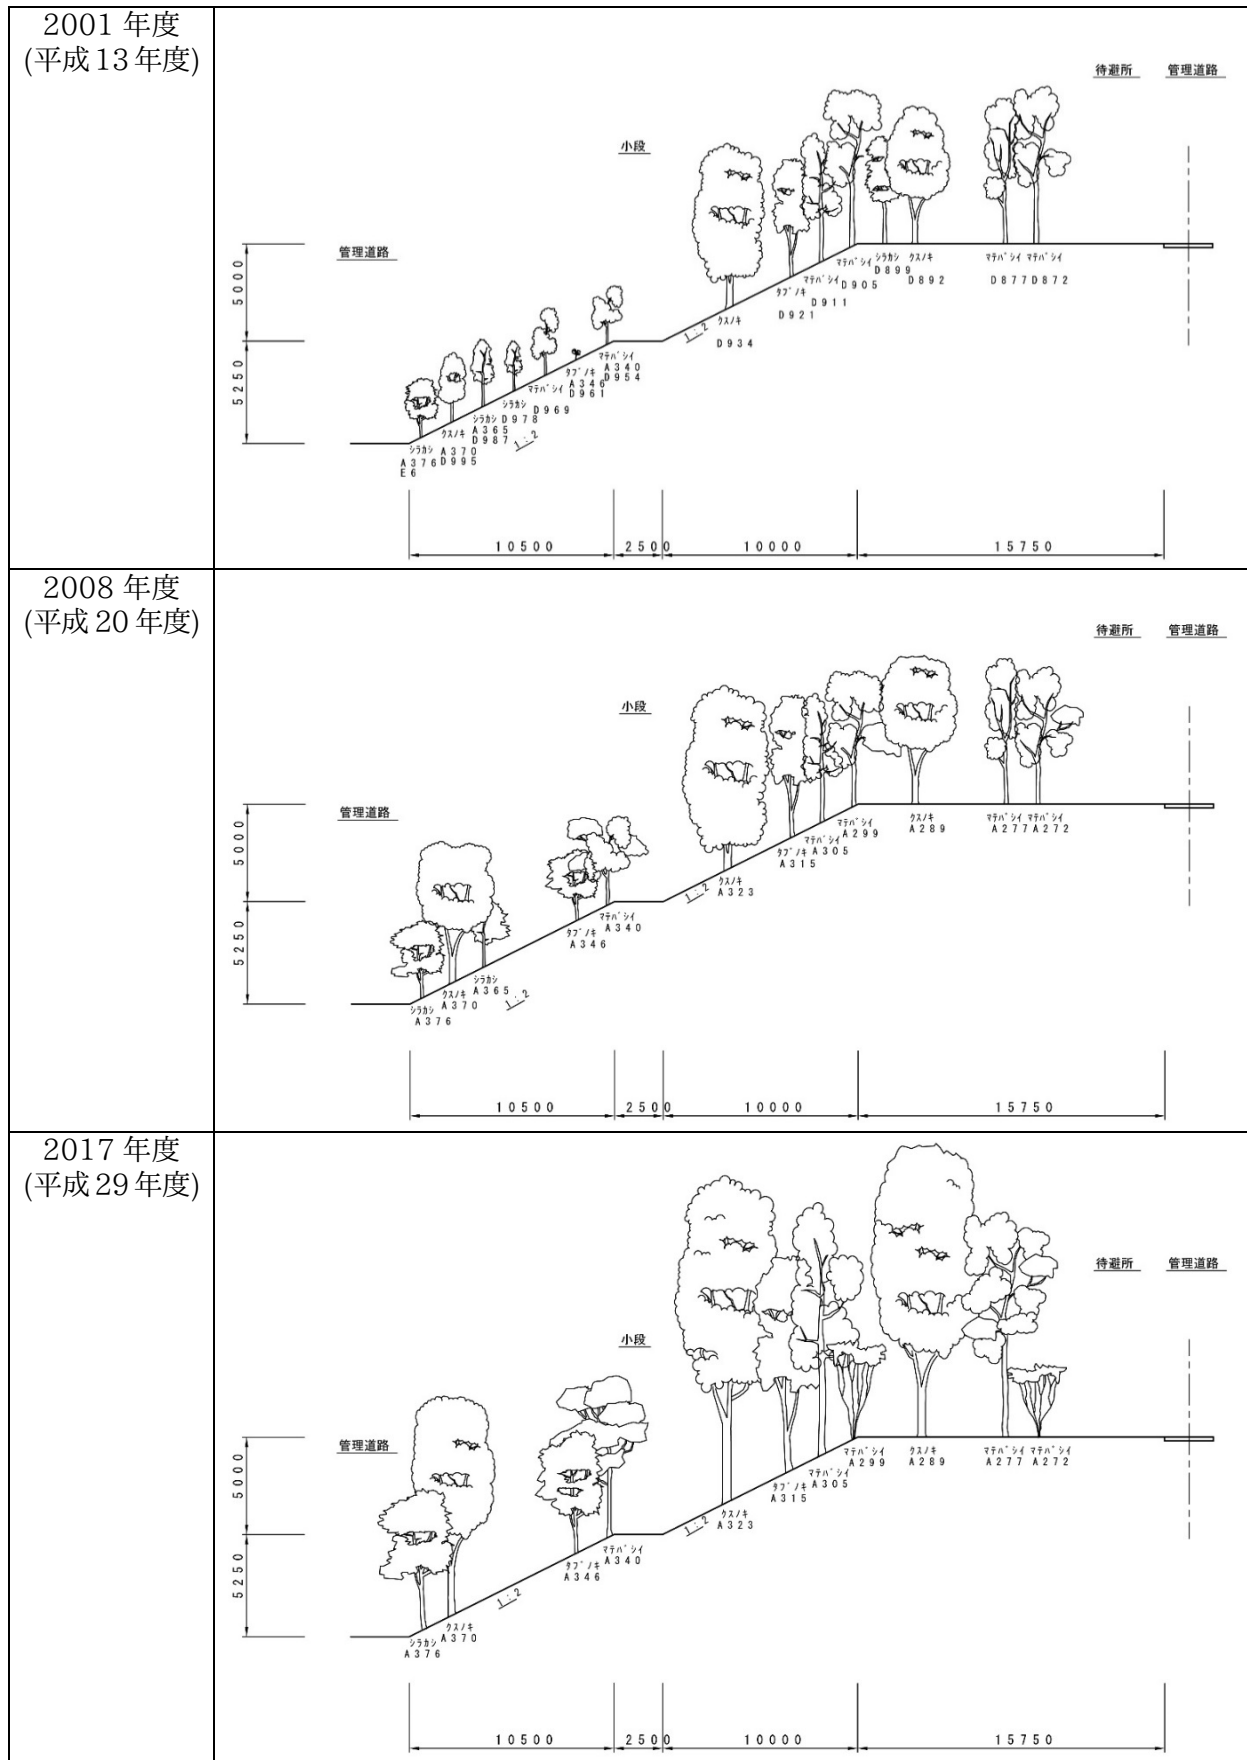 2001 年度
(平成13年度)
待避所 管理道路
小段
管理道路
5000
5250
マテバシイ シラカシ クスノキ マテバシイ マテバシイ
D905 D899 D892 D877 D872
マテバシイ
D911
タブノキ
D921
クスノキ
D934
1:2
マテバシイ
A340
D954
タブノキ
A346
D961
マテバシイ D969
シラカシ
D978
シラカシ
A365
D987
クスノキ
A370
D995
シラカシ
A376
E6
1:2
10500 2500 10000 15750
2008 年度
(平成20年度)
待避所 管理道路
小段
管理道路
5000
5250
マテバシイ クスノキ マテバシイ マテバシイ
A299 A289 A277 A272
マテバシイ
A305
タブノキ
A315
クスノキ
A323
1:2
マテバシイ
A340
タブノキ
A346
シラカシ
A365
クスノキ
A370
シラカシ
A376
1:2
10500 2500 10000 15750
2017 年度
(平成29年度)
待避所 管理道路
小段
管理道路
5000
5250
マテバシイ クスノキ マテバシイ マテバシイ
A299 A289 A277 A272
マテバシイ
A305
タブノキ
A315
クスノキ
A323
1:2
マテバシイ
A340
タブノキ
A346
クスノキ
A370
シラカシ
A376
1:2
10500 2500 10000 15750